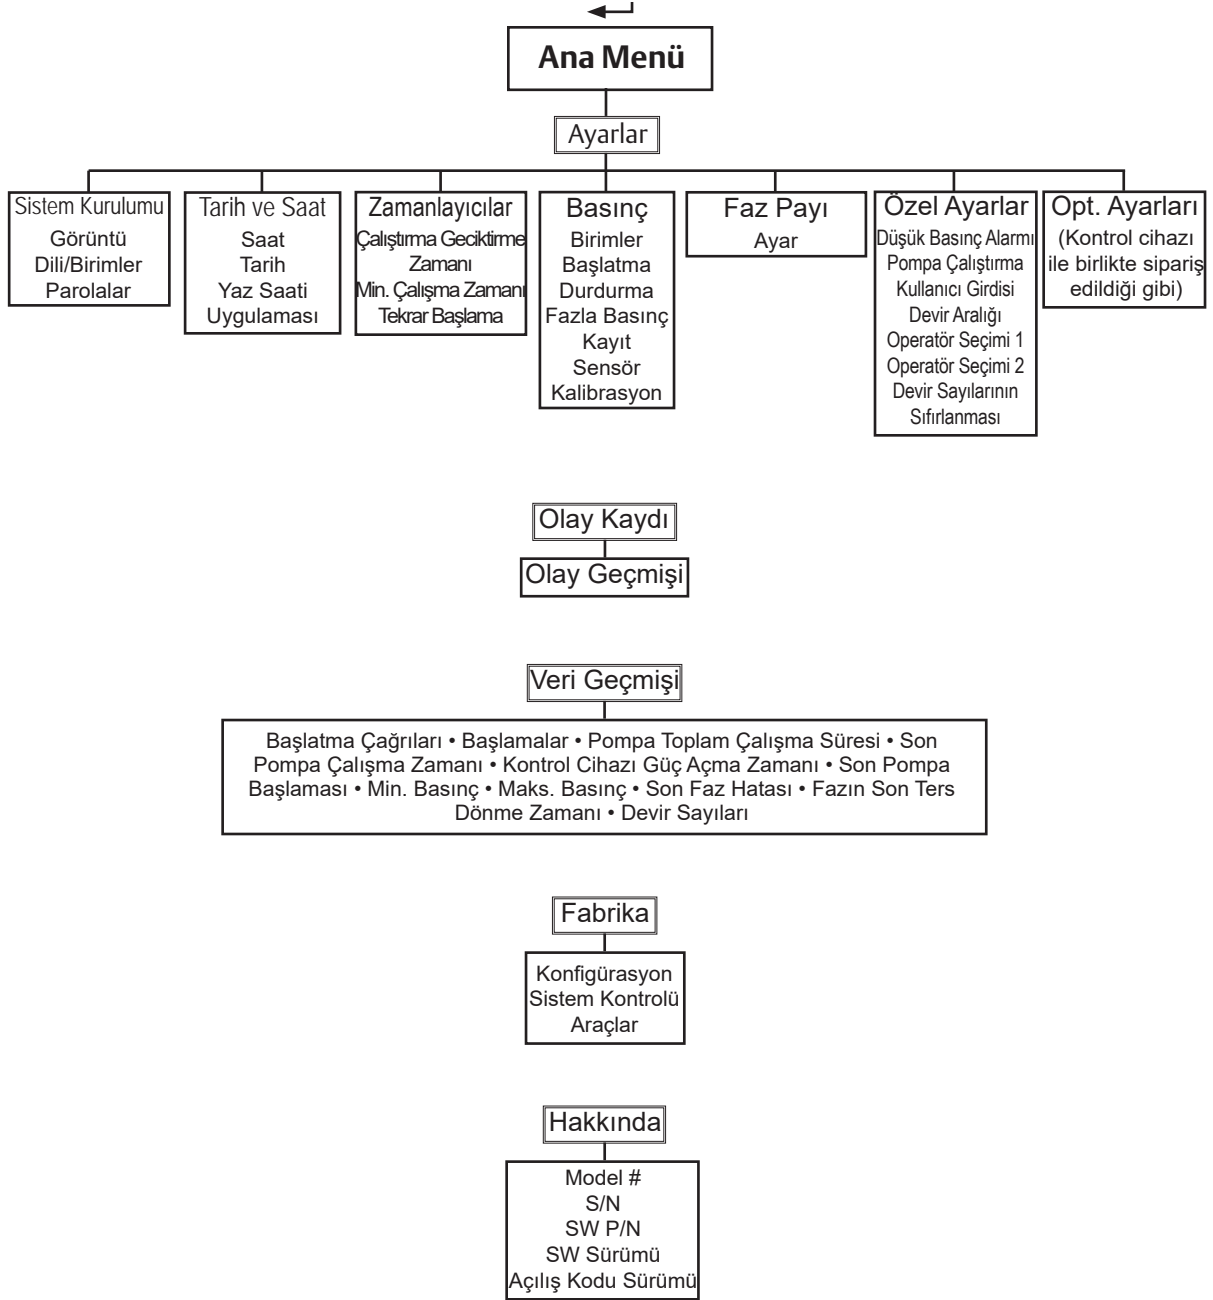 Ana Menü
Ayarlar
Sistem Kurulumu
Görüntü
Dili/Birimler
Parolalar
Tarih ve Saat
Saat
Tarih
Yaz Saati
Uygulaması
Zamanlayıcılar
Çalıştırma Geciktirme
Zamanı
Min. Çalışma Zamanı
Tekrar Başlama
Basınç
Birimler
Başlatma
Durdurma
Fazla Basınç
Kayıt
Sensör
Kalibrasyon
Faz Payı
Ayar
Özel Ayarlar
Düşük Basınç Alarmı
Pompa Çalıştırma
Kullanıcı Girdisi
Devir Aralığı
Operatör Seçimi 1
Operatör Seçimi 2
Devir Sayılarının
Sıfırlanması
Opt. Ayarları
(Kontrol cihazı
ile birlikte sipariş
edildiği gibi)
Olay Kaydı
Olay Geçmişi
Veri Geçmişi
Başlatma Çağrıları • Başlamalar • Pompa Toplam Çalışma Süresi • Son
Pompa Çalışma Zamanı • Kontrol Cihazı Güç Açma Zamanı • Son Pompa
Başlaması • Min. Basınç • Maks. Basınç • Son Faz Hatası • Fazın Son Ters
Dönme Zamanı • Devir Sayıları
Fabrika
Konfigürasyon
Sistem Kontrolü
Araçlar
Hakkında
Model #
S/N
SW P/N
SW Sürümü
Açılış Kodu Sürümü